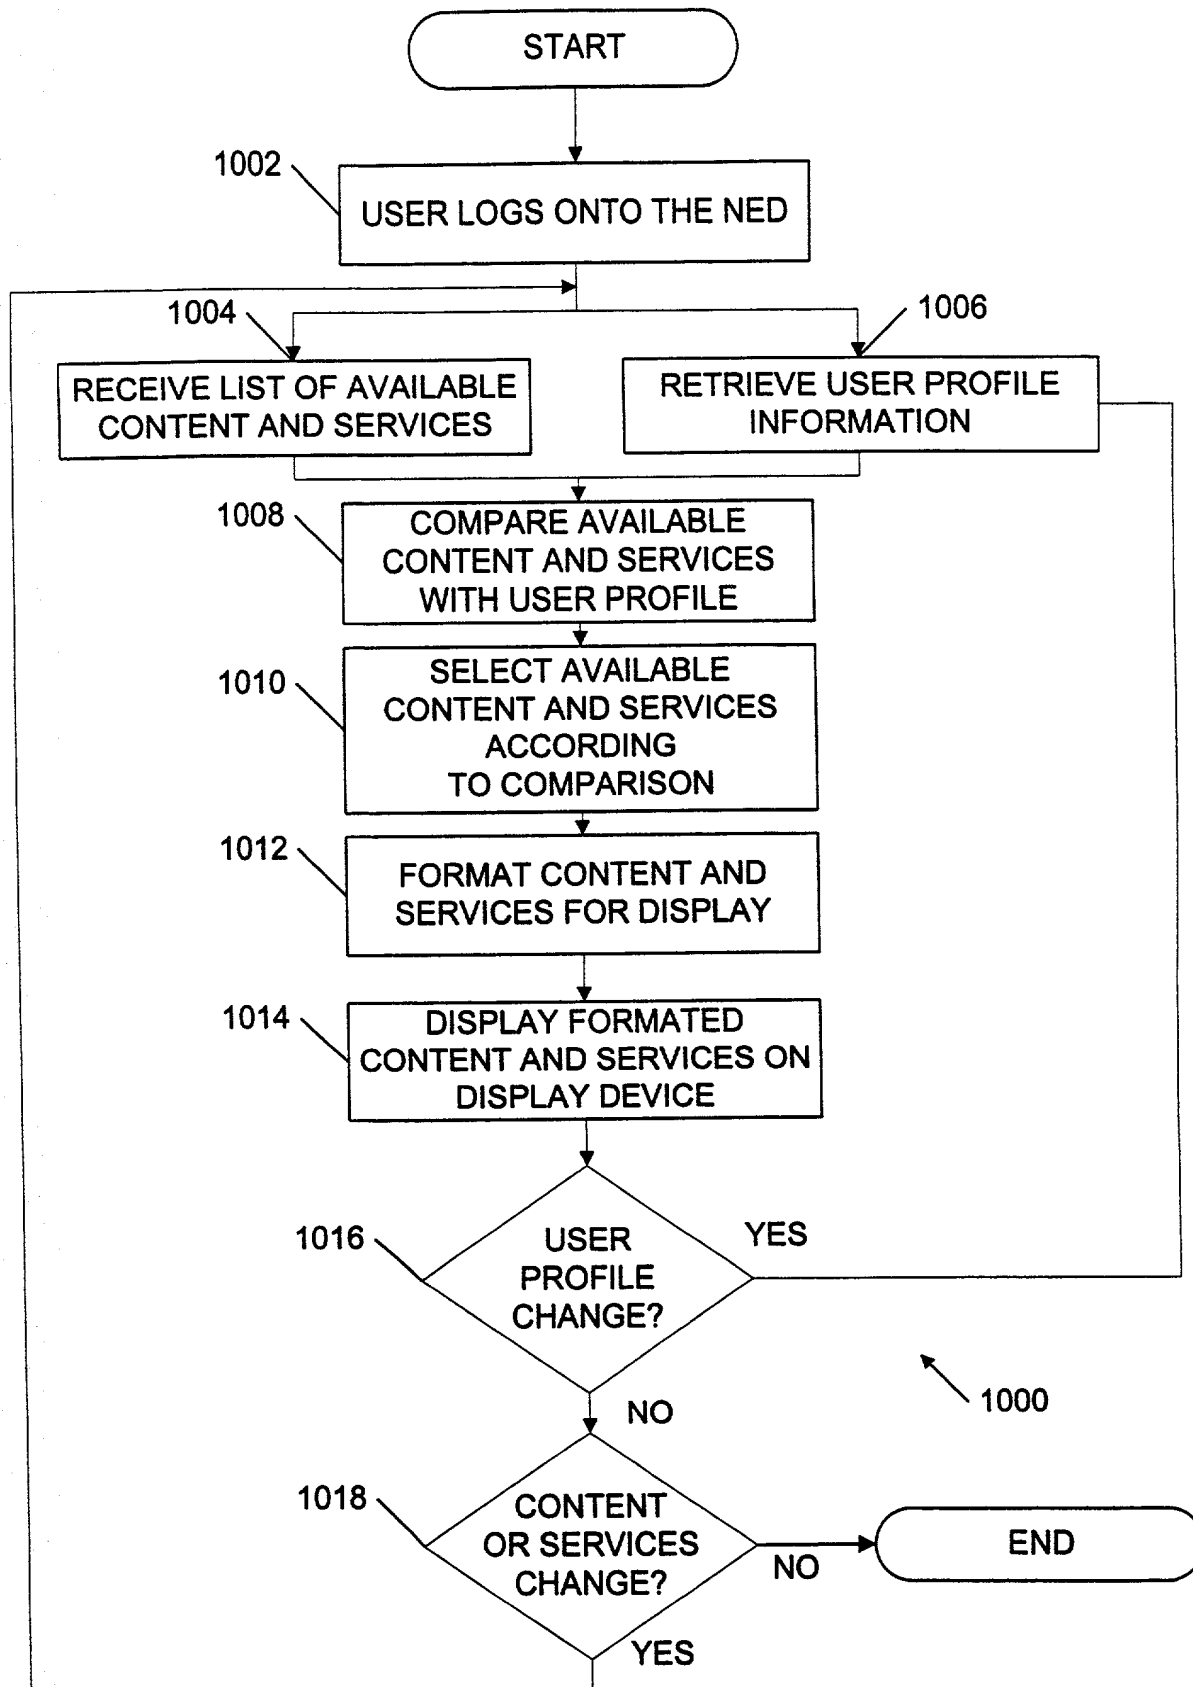 START
1002
USER LOGS ONTO THE NED
1004
1006
RECEIVE LIST OF AVAILABLE
CONTENT AND SERVICES
RETRIEVE USER PROFILE
INFORMATION
1008
COMPARE AVAILABLE
CONTENT AND SERVICES
WITH USER PROFILE
1010
SELECT AVAILABLE
CONTENT AND SERVICES
ACCORDING
TO COMPARISON
1012
FORMAT CONTENT AND
SERVICES FOR DISPLAY
1014
DISPLAY FORMATED
CONTENT AND SERVICES ON
DISPLAY DEVICE
1016
USER
PROFILE
CHANGE?
YES
NO
1000
1018
CONTENT
OR SERVICES
CHANGE?
NO
END
YES